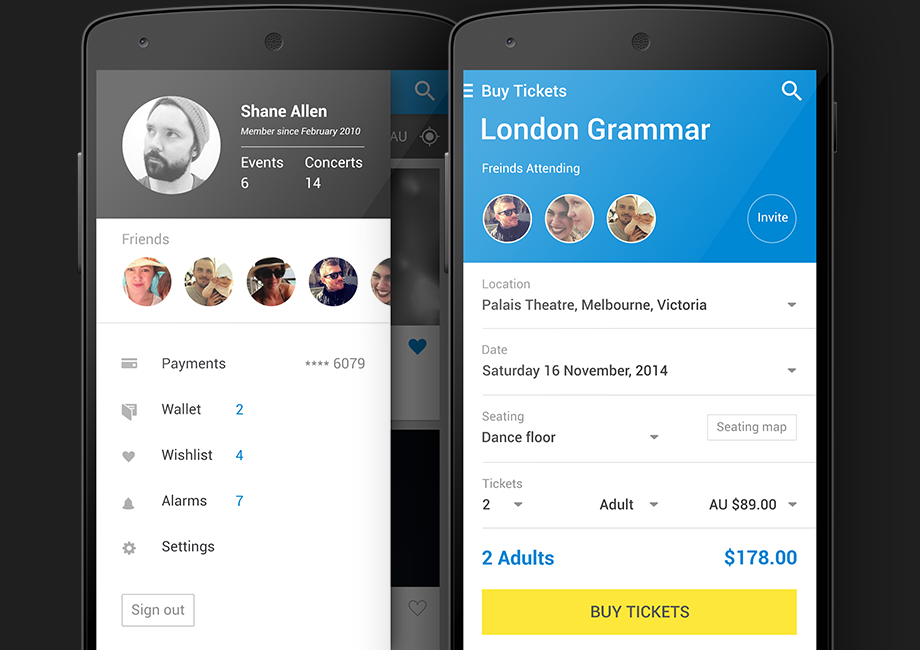 Shane Allen
Member since February 2010
Events Concerts
6 14
Friends
Payments **** 6079
Wallet 2
Wishlist 4
Alarms 7
Settings
Sign out
AU
Buy Tickets
London Grammar
Freinds Attending
Invite
Location
Palais Theatre, Melbourne, Victoria
Date
Saturday 16 November, 2014
Seating
Dance floor
Seating map
Tickets
2 Adult AU $89.00
2 Adults $178.00
BUY TICKETS